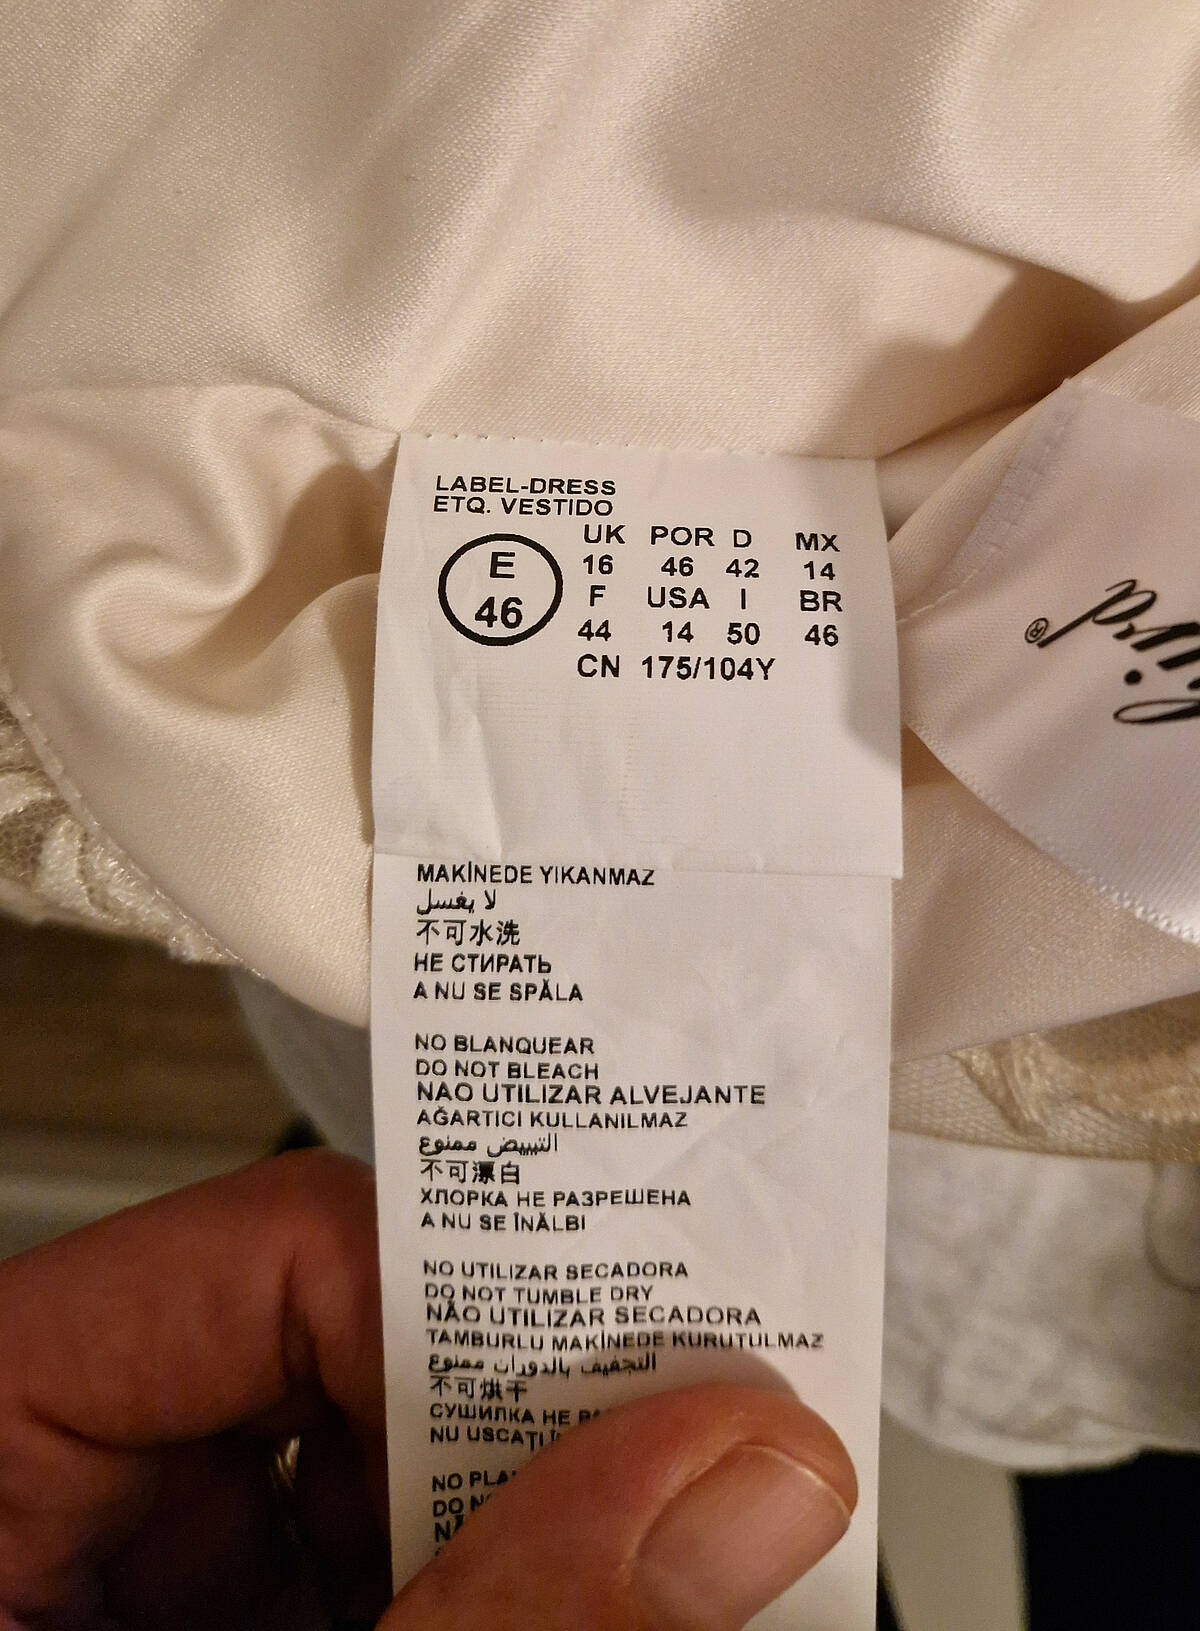 LABEL-DRESS
ETQ. VESTIDO
E
46
UK POR D MX
16 46 42 14
F USA I BR
44 14 50 46
CN 175/104Y
®
MAKİNEDE YIKANMAZ
لا يغسل
不可水洗
НЕ СТИРАТЬ
A NU SE SPĂLA
NO BLANQUEAR
DO NOT BLEACH
NAO UTILIZAR ALVEJANTE
AĞARTICI KULLANILMAZ
التبييض ممنوع
不可漂白
ХЛОРКА НЕ РАЗРЕШЕНА
A NU SE ÎNĂLBI
NO UTILIZAR SECADORA
DO NOT TUMBLE DRY
NÃO UTILIZAR SECADORA
TAMBURLU MAKİNEDE KURUTULMAZ
التجفيف بالدوران ممنوع
不可烘干
СУШИЛКА НЕ
NU USCAȚI
NO
DO